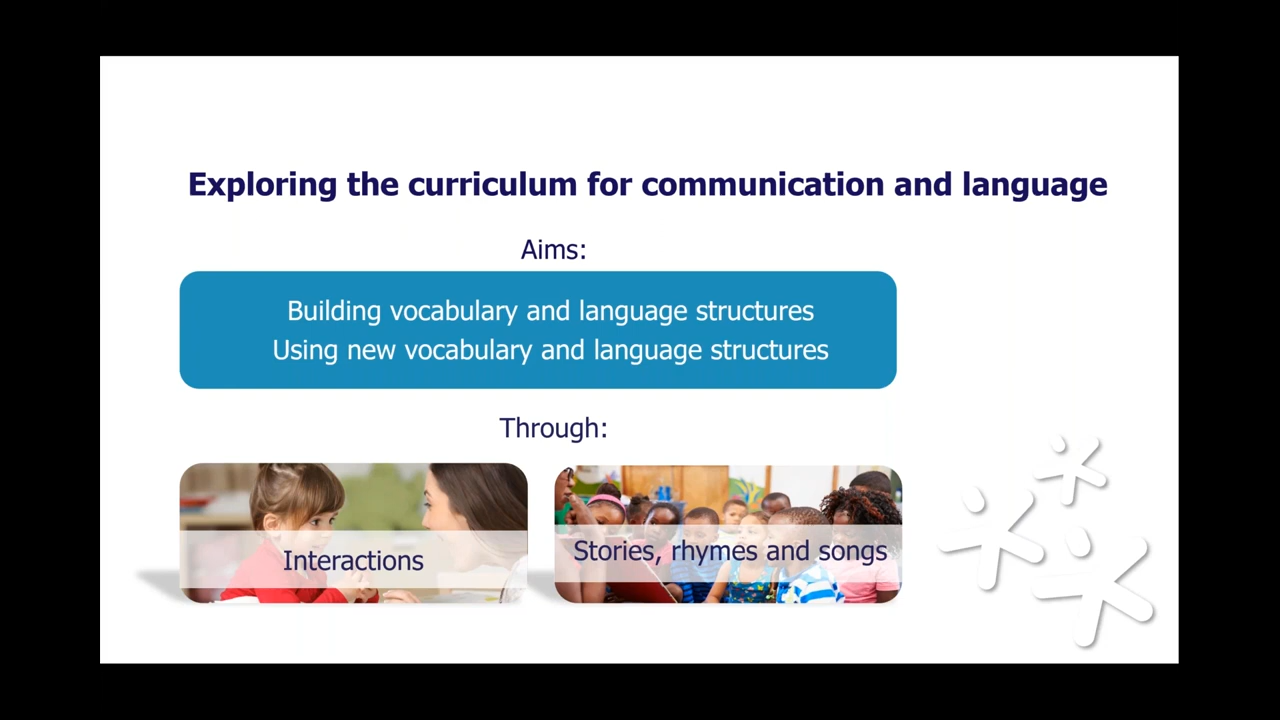 Exploring the curriculum for communication and language
Aims:
Building vocabulary and language structures
Using new vocabulary and language structures
Through:
Interactions
Stories, rhymes and songs